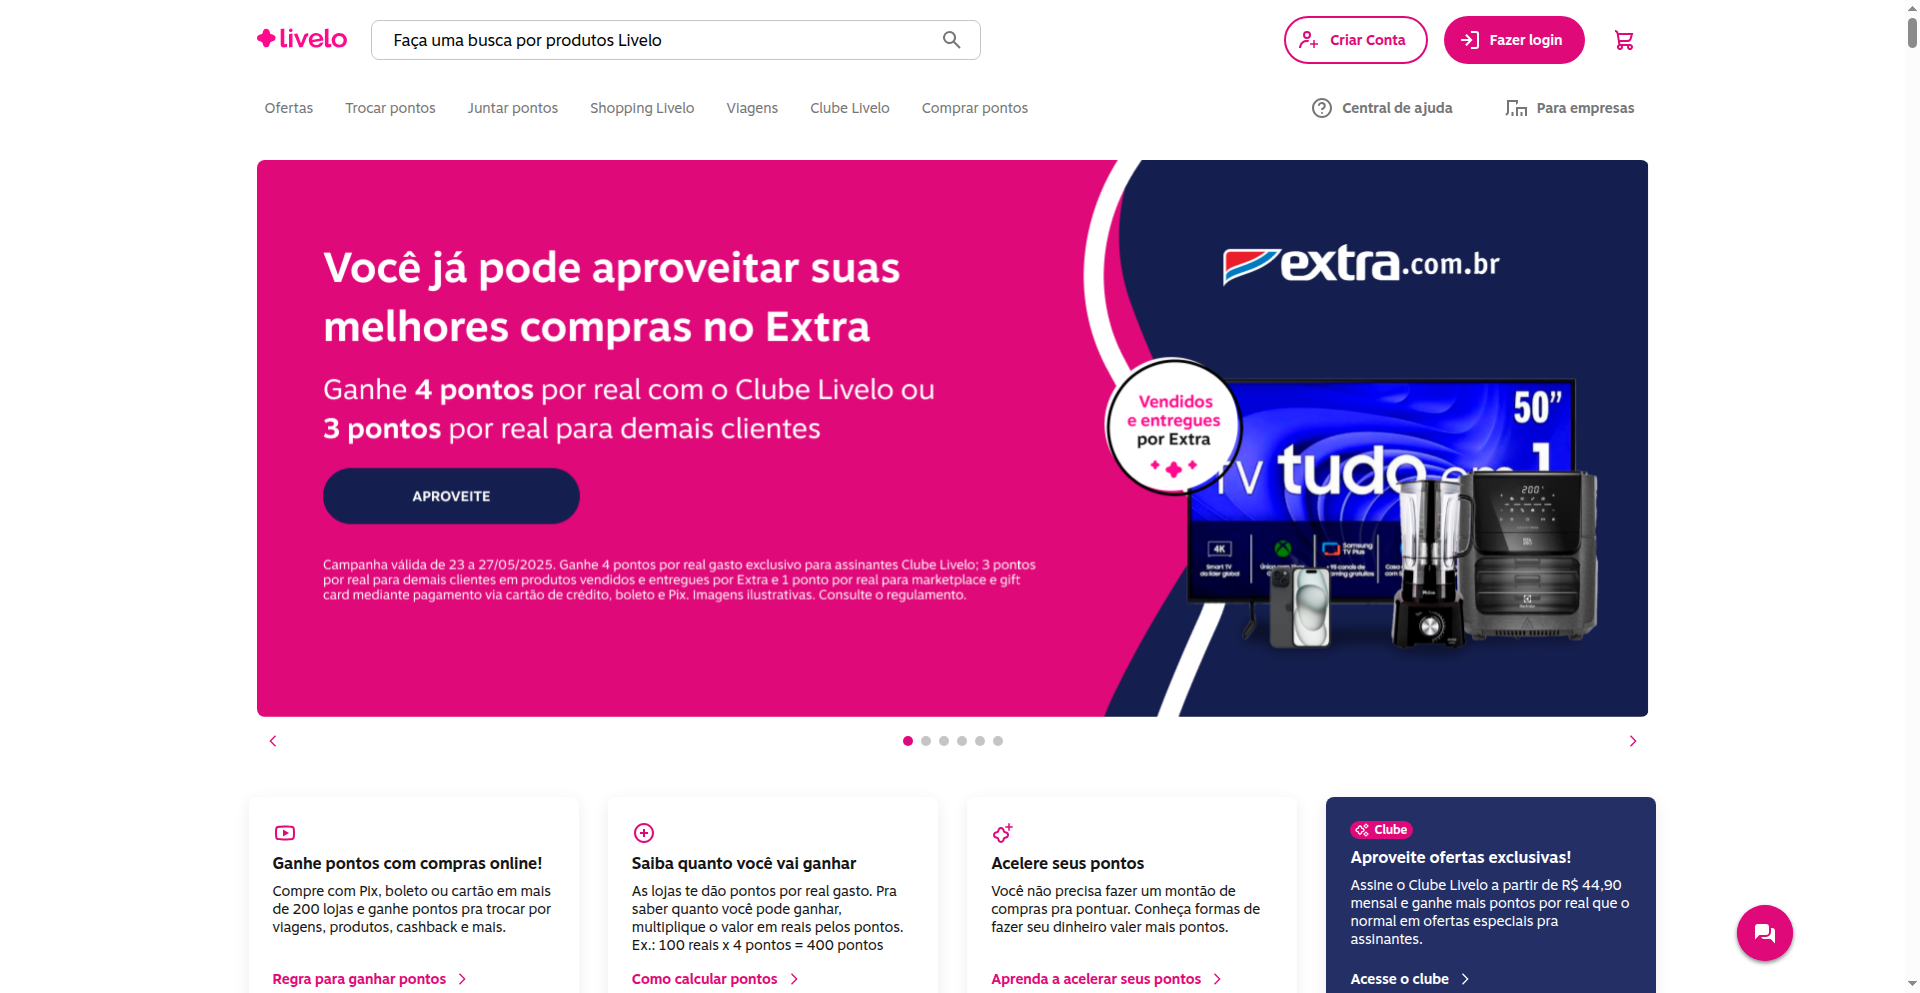 livelo
Faça uma busca por produtos Livelo
Criar Conta
Fazer login
Ofertas
Trocar pontos
Juntar pontos
Shopping Livelo
Viagens
Clube Livelo
Comprar pontos
Central de ajuda
Para empresas
Você já pode aproveitar suas
melhores compras no Extra
Ganhe 4 pontos por real com o Clube Livelo ou
3 pontos por real para demais clientes
APROVEITE
Campanha válida de 23 a 27/05/2025. Ganhe 4 pontos por real gasto exclusivo para assinantes Clube Livelo; 3 pontos
por real para demais clientes em produtos vendidos e entregues por Extra e 1 ponto por real para marketplace e gift
card mediante pagamento via cartão de crédito, boleto e Pix. Imagens ilustrativas. Consulte o regulamento.
extra.com.br
Vendidos
e entregues
por Extra
50”
TV tudo em 1
4K
Smart TV
da líder global
Samsung
TV Plus
200°
Ganhe pontos com compras online!
Compre com Pix, boleto ou cartão em mais
de 200 lojas e ganhe pontos pra trocar por
viagens, produtos, cashback e mais.
Regra para ganhar pontos
Saiba quanto você vai ganhar
As lojas te dão pontos por real gasto. Pra
saber quanto você pode ganhar,
multiplique o valor em reais pelos pontos.
Ex.: 100 reais x 4 pontos = 400 pontos
Como calcular pontos
Acelere seus pontos
Você não precisa fazer um montão de
compras pra pontuar. Conheça formas de
fazer seu dinheiro valer mais pontos.
Aprenda a acelerar seus pontos
Clube
Aproveite ofertas exclusivas!
Assine o Clube Livelo a partir de R$ 44,90
mensal e ganhe mais pontos por real que o
normal em ofertas especiais pra
assinantes.
Acesse o clube